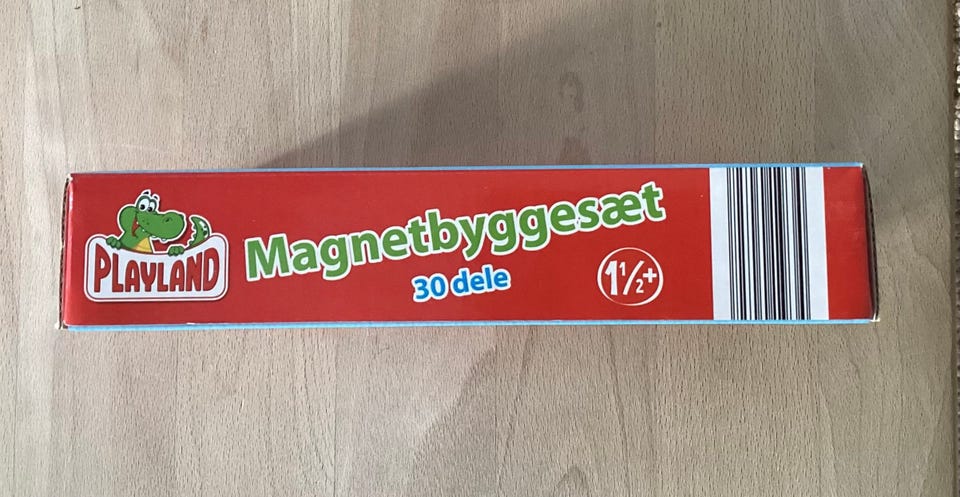 PLAYLAND
Magnetbyggesæt
30 dele
1½+